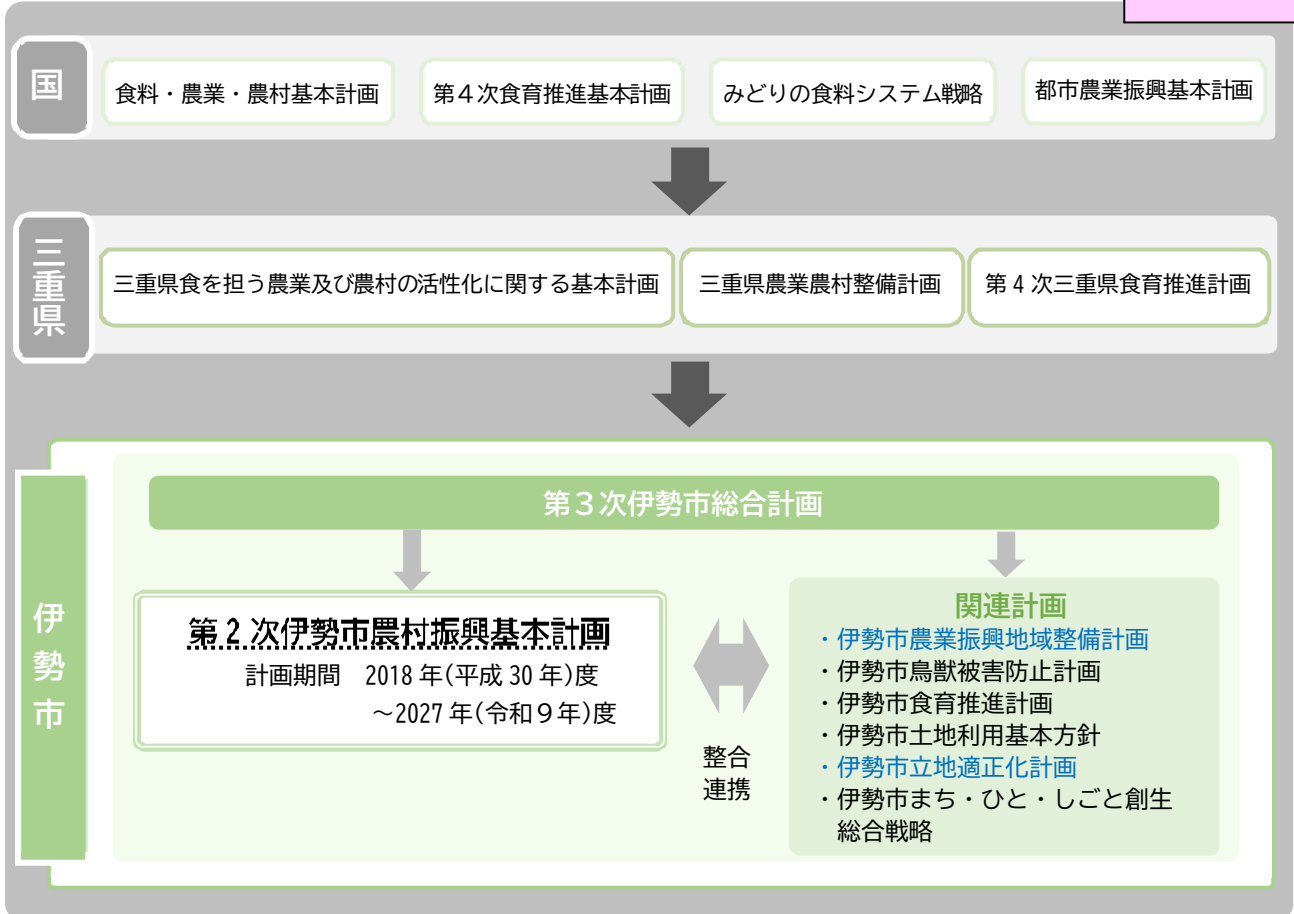 国
食料・農業・農村基本計画
第4次食育推進基本計画
みどりの食料システム戦略
都市農業振興基本計画
三重県
三重県食を担う農業及び農村の活性化に関する基本計画
三重県農業農村整備計画
第4次三重県食育推進計画
伊勢市
第3次伊勢市総合計画
第2次伊勢市農村振興基本計画
計画期間 2018年(平成30年)度
～2027年(令和9年)度
整合
連携
関連計画
・伊勢市農業振興地域整備計画
・伊勢市鳥獣被害防止計画
・伊勢市食育推進計画
・伊勢市土地利用基本方針
・伊勢市立地適正化計画
・伊勢市まち・ひと・しごと創生
総合戦略